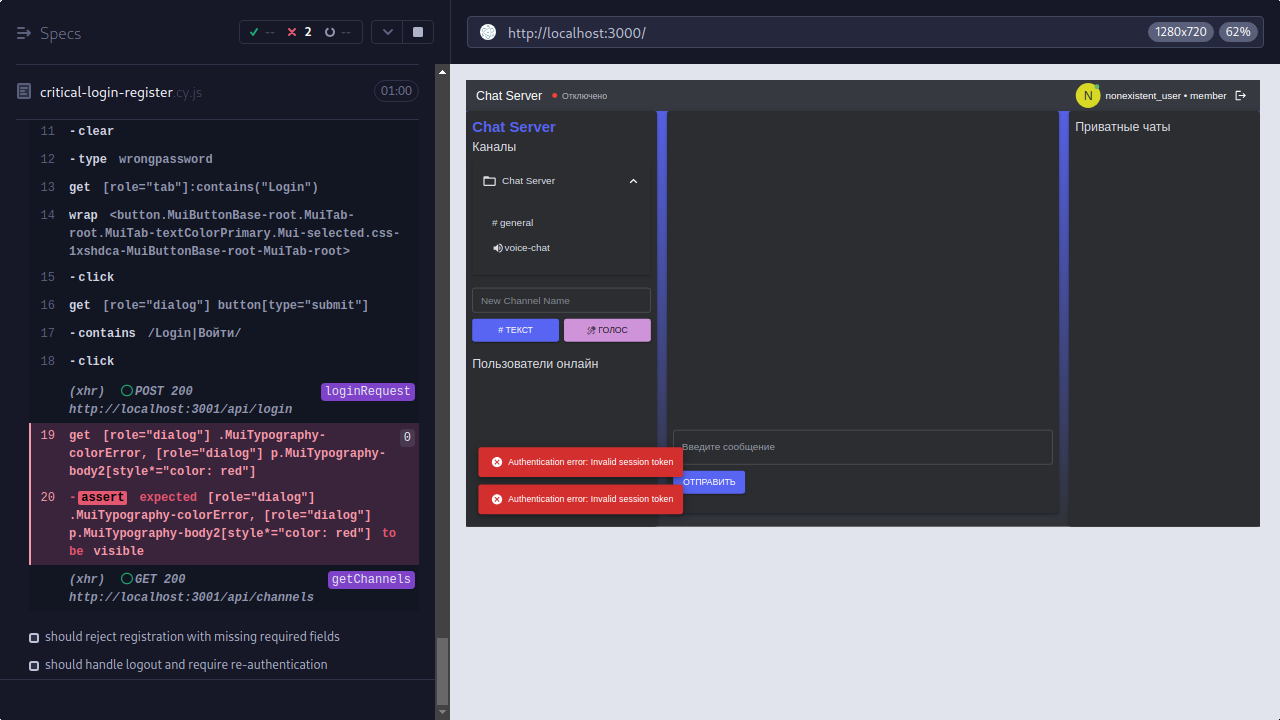 Specs
-- 2 --
critical-login-register.cy.js
01:00
11 -clear
12 -type wrongpassword
13 get [role="tab"]:contains("Login")
14 wrap <button.MuiButtonBase-root.MuiTab-
root.MuiTab-textColorPrimary.Mui-selected.css-
1xshdca-MuiButtonBase-root-MuiTab-root>
15 -click
16 get [role="dialog"] button[type="submit"]
17 -contains /Login|Войти/
18 -click
(xhr) POST 200 loginRequest
http://localhost:3001/api/login
19 get [role="dialog"] .MuiTypography- 0
colorError, [role="dialog"] p.MuiTypography-
body2[style*="color: red"]
20 -assert expected [role="dialog"]
.MuiTypography-colorError, [role="dialog"]
p.MuiTypography-body2[style*="color: red"] to
be visible
(xhr) GET 200 getChannels
http://localhost:3001/api/channels
should reject registration with missing required fields
should handle logout and require re-authentication
http://localhost:3000/
1280x720 62%
Chat Server Отключено
N nonexistent_user • member
Chat Server
Каналы
Chat Server
# general
voice-chat
New Channel Name
# ТЕКСТ ГОЛОС
Пользователи онлайн
Введите сообщение
ОТПРАВИТЬ
Authentication error: Invalid session token
Authentication error: Invalid session token
Приватные чаты